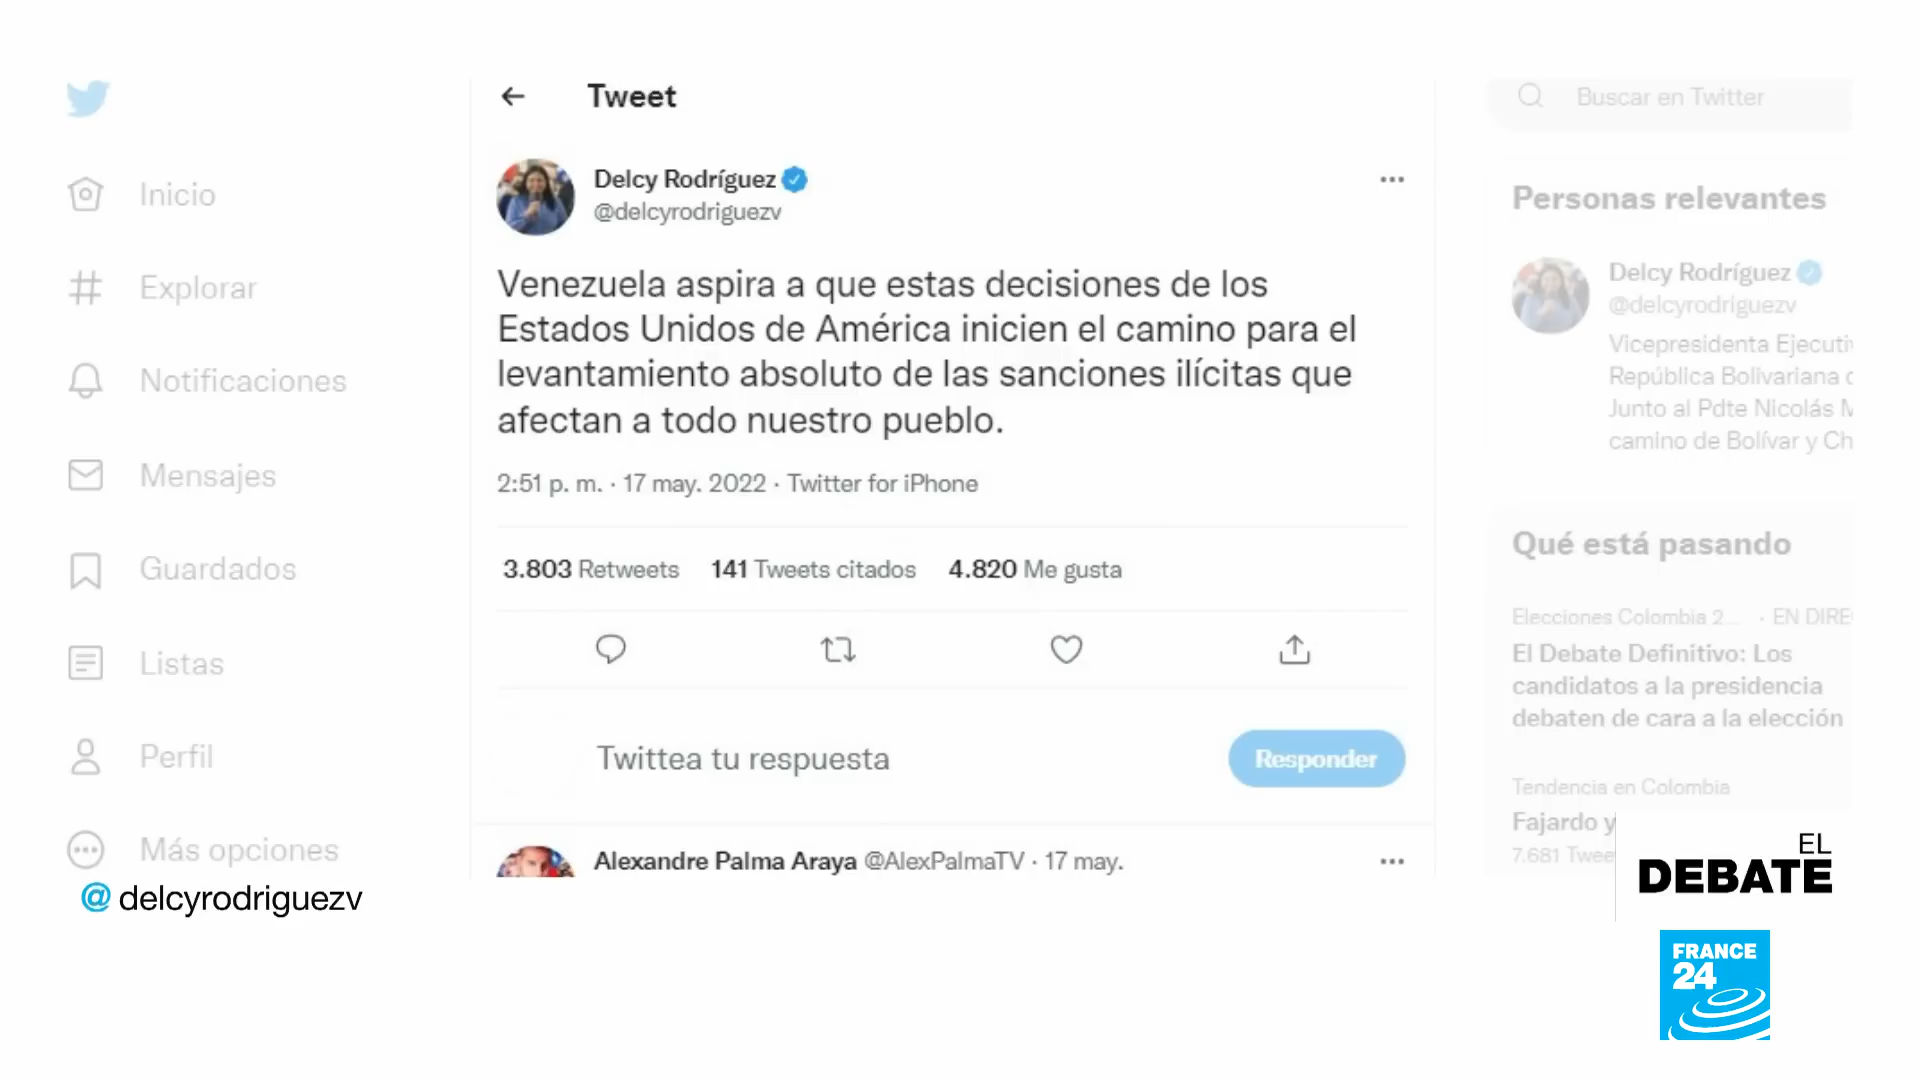 Tweet
Buscar en Twitter
Inicio
Explorar
Notificaciones
Mensajes
Guardados
Listas
Perfil
Más opciones
@ delcyrodriguezv
Delcy Rodríguez
@delcyrodriguezv
Venezuela aspira a que estas decisiones de los
Estados Unidos de América inicien el camino para el
levantamiento absoluto de las sanciones ilícitas que
afectan a todo nuestro pueblo.
2:51 p. m. · 17 may. 2022 · Twitter for iPhone
3.803 Retweets 141 Tweets citados 4.820 Me gusta
Twittea tu respuesta
Responder
Alexandre Palma Araya @AlexPalmaTV · 17 may.
Personas relevantes
Delcy Rodríguez
@delcyrodriguezv
Vicepresidenta Ejecuti
República Bolivariana
Junto al Pdte Nicolás M
camino de Bolívar y Ch
Qué está pasando
Elecciones Colombia 2... · EN DIRE
El Debate Definitivo: Los
candidatos a la presidencia
debaten de cara a la elección
Tendencia en Colombia
Fajardo y
7.681 Twee
EL
DEBATE
FRANCE
24